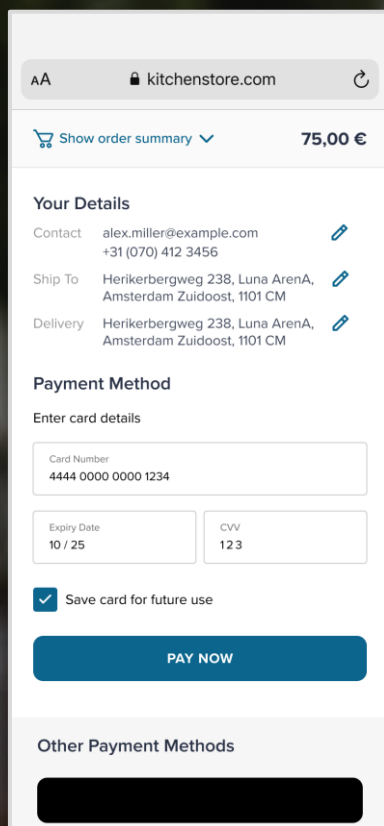 AA kitchenstore.com
Show order summary 75,00 €
Your Details
Contact alex.miller@example.com
+31 (070) 412 3456
Ship To Herikerbergweg 238, Luna ArenA,
Amsterdam Zuidoost, 1101 CM
Delivery Herikerbergweg 238, Luna ArenA,
Amsterdam Zuidoost, 1101 CM
Payment Method
Enter card details
Card Number
4444 0000 0000 1234
Expiry Date CVV
10 / 25 123
Save card for future use
PAY NOW
Other Payment Methods